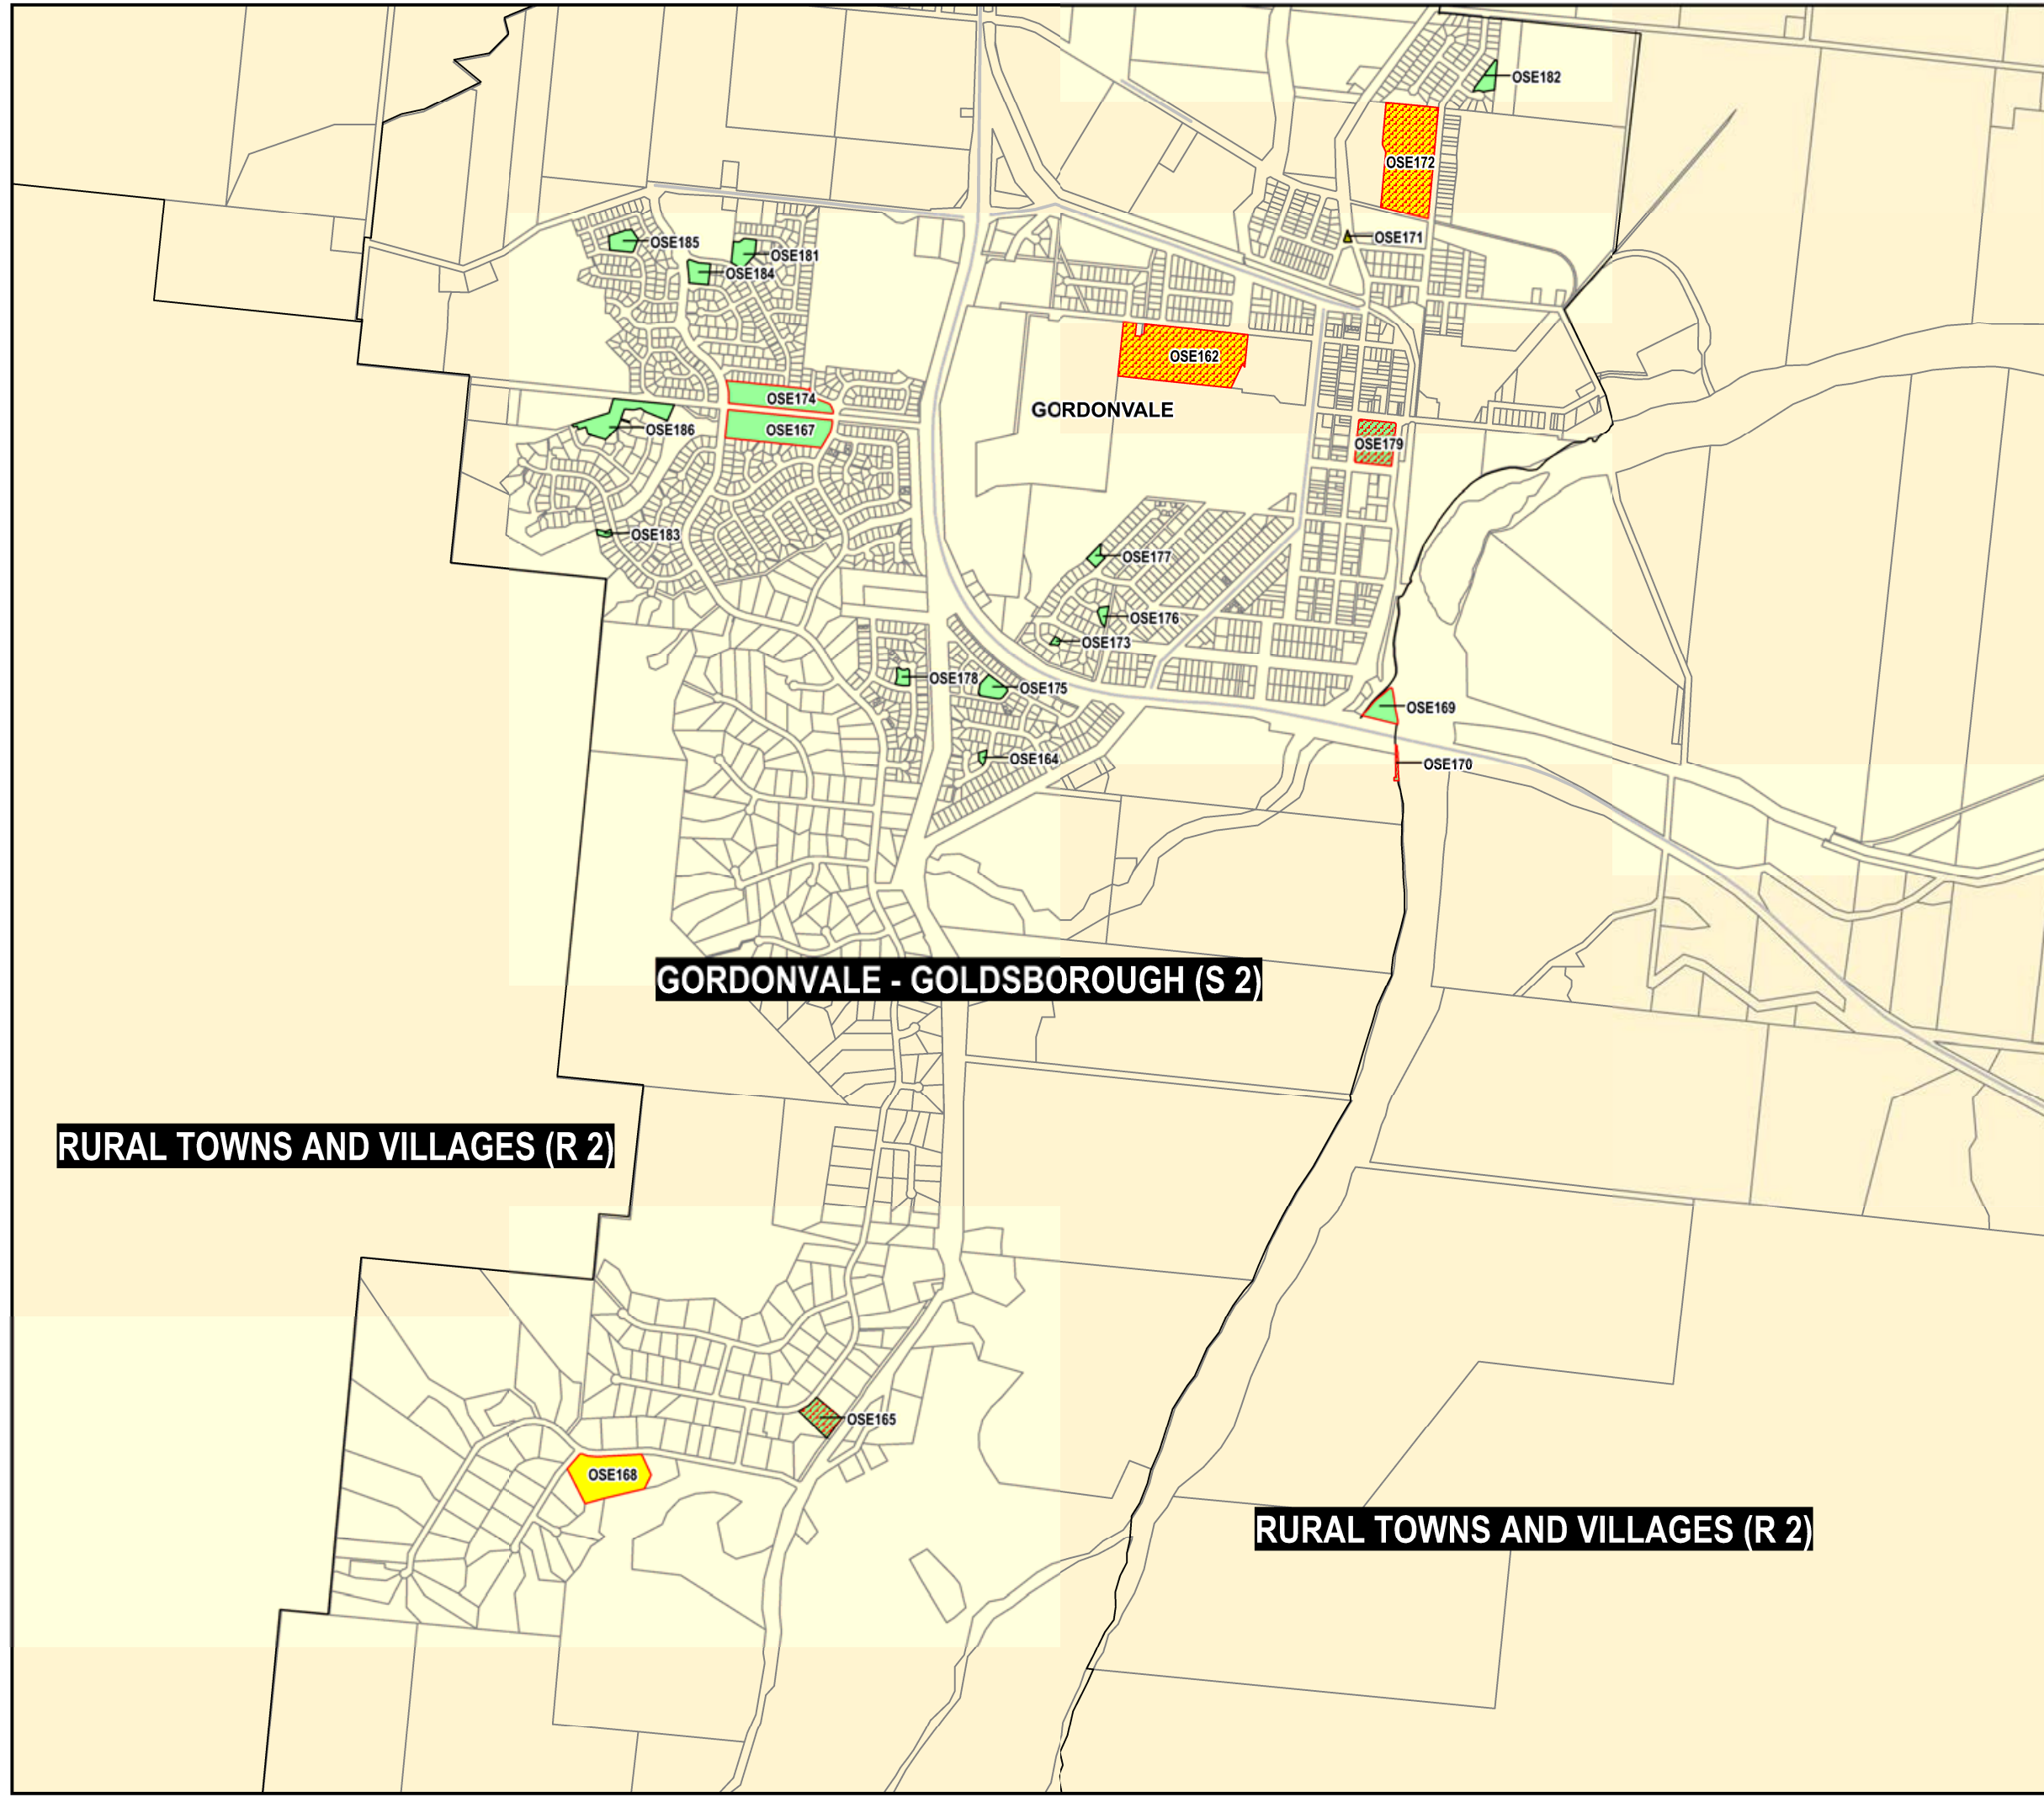 OSE182
OSE172
OSE171
OSE185
OSE181
OSE184
OSE162
OSE174
GORDONVALE
OSE186
OSE167
OSE179
OSE183
OSE177
OSE176
OSE173
OSE178
OSE175
OSE169
OSE164
OSE170
GORDONVALE - GOLDSBOROUGH (S 2)
RURAL TOWNS AND VILLAGES (R 2)
OSE165
OSE168
RURAL TOWNS AND VILLAGES (R 2)